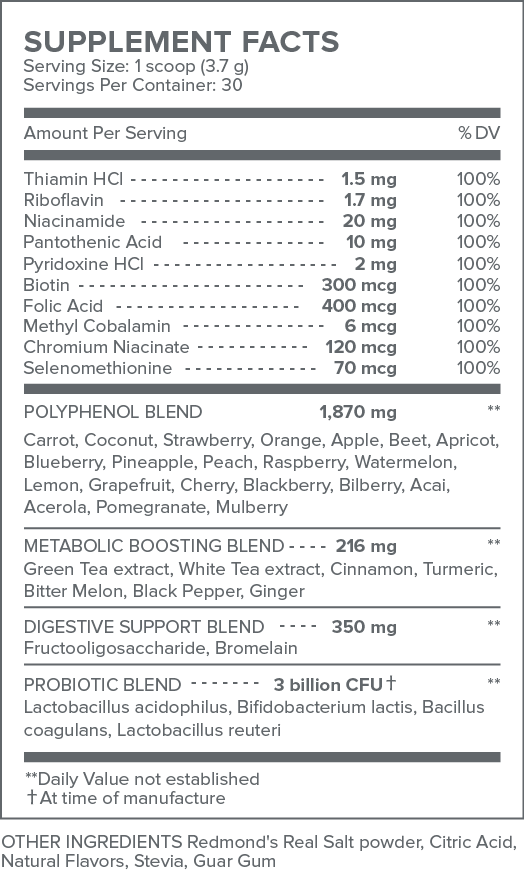 SUPPLEMENT FACTS
Serving Size: 1 scoop (3.7 g)
Servings Per Container: 30
Amount Per Serving % DV
Thiamin HCl - - - - - - - - - - - - - - - - - - - 1.5 mg 100%
Riboflavin - - - - - - - - - - - - - - - - - - - - 1.7 mg 100%
Niacinamide - - - - - - - - - - - - - - - - - - 20 mg 100%
Pantothenic Acid - - - - - - - - - - - - - - 10 mg 100%
Pyridoxine HCl - - - - - - - - - - - - - - - - - 2 mg 100%
Biotin - - - - - - - - - - - - - - - - - - - - - - 300 mcg 100%
Folic Acid - - - - - - - - - - - - - - - - - - 400 mcg 100%
Methyl Cobalamin - - - - - - - - - - - - - - 6 mcg 100%
Chromium Niacinate - - - - - - - - - - - 120 mcg 100%
Selenomethionine - - - - - - - - - - - - - 70 mcg 100%
POLYPHENOL BLEND 1,870 mg **
Carrot, Coconut, Strawberry, Orange, Apple, Beet, Apricot,
Blueberry, Pineapple, Peach, Raspberry, Watermelon,
Lemon, Grapefruit, Cherry, Blackberry, Bilberry, Acai,
Acerola, Pomegranate, Mulberry
METABOLIC BOOSTING BLEND - - - - 216 mg **
Green Tea extract, White Tea extract, Cinnamon, Turmeric,
Bitter Melon, Black Pepper, Ginger
DIGESTIVE SUPPORT BLEND - - - - 350 mg **
Fructooligosaccharide, Bromelain
PROBIOTIC BLEND - - - - - - - 3 billion CFU† **
Lactobacillus acidophilus, Bifidobacterium lactis, Bacillus
coagulans, Lactobacillus reuteri
**Daily Value not established
†At time of manufacture
OTHER INGREDIENTS Redmond's Real Salt powder, Citric Acid,
Natural Flavors, Stevia, Guar Gum